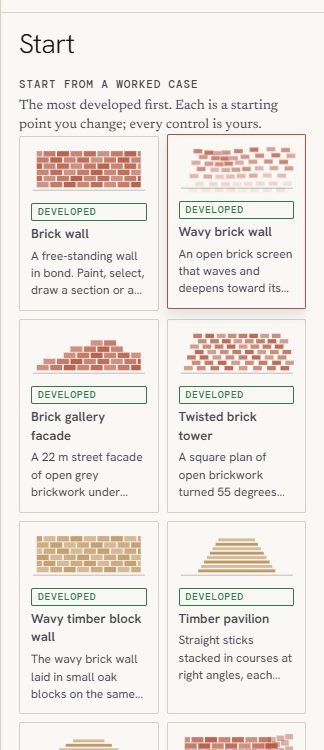 Start
START FROM A WORKED CASE
The most developed first. Each is a starting
point you change; every control is yours.
DEVELOPED
Brick wall
A free-standing wall
in bond. Paint, select,
draw a section or a…
DEVELOPED
Wavy brick wall
An open brick screen
that waves and
deepens toward its…
DEVELOPED
Brick gallery
facade
A 22 m street facade
of open grey
brickwork under…
DEVELOPED
Twisted brick
tower
A square plan of
open brickwork
turned 55 degrees…
DEVELOPED
Wavy timber block
wall
The wavy brick wall
laid in small oak
blocks on the same…
DEVELOPED
Timber pavilion
Straight sticks
stacked in courses at
right angles, each…